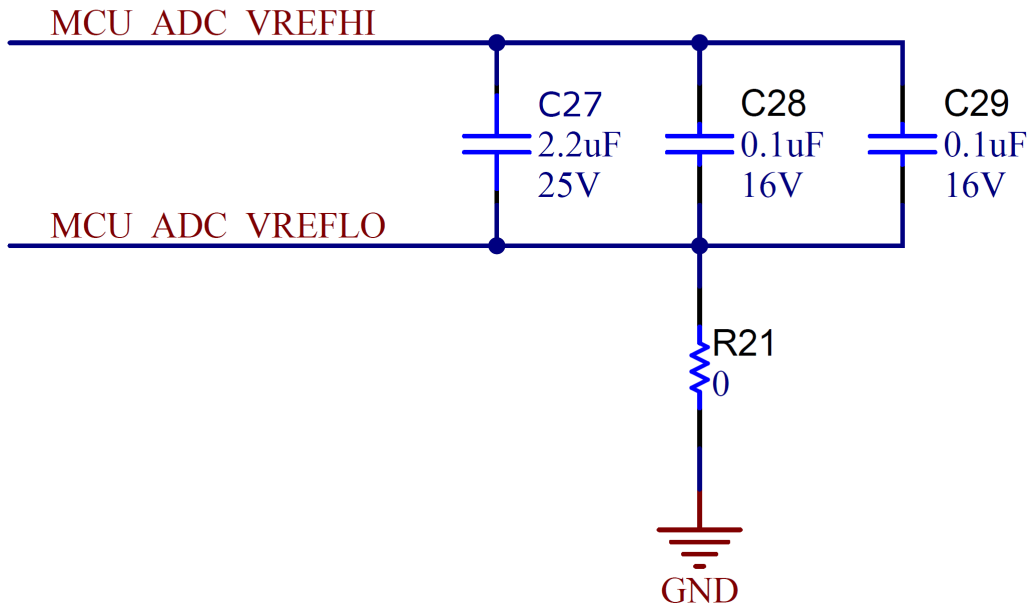 MCU ADC VREFHI
C27
2.2uF
25V
C28
0.1uF
16V
C29
0.1uF
16V
MCU ADC VREFLO
R21
0
GND